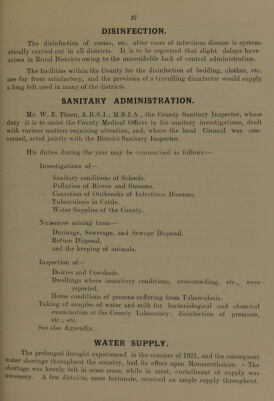 37
DISINFECTION.
The disinfection of rooms, etc. after cases of infectious disease is system-
atically carried out in all districts. It is to be regretted that slight delays have
arisen in Rural Districts owing to the unavoidable lack of central administration.
The facilities within the County for the disinfection of bedding, clothes, etc.
are far from satisfactory, and the provision of a travelling disinfector would supply
a long felt need in many of the districts.
SANITARY ADMINISTRATION.
Mr. W. E. Thorn, A.R.S.I., M.S.I.A., the County Sanitary Inspector, whose
duty it is to assist the County Medical Officer in his sanitary investigations, dealt
with various matters requiring attention, and, where the local Council was con-
cerned, acted jointly with the District Sanitary Inspector.
His duties during the year may be summarised as follows:—
Investigations of—
Sanitary conditions of Schools.
Pollution of Rivers and Streams.
Causation of Outbreaks of Infectious Diseases.
Tuberculosis in Cattle.
Water Supplies of the County.
Nuisances arising from—
Drainage, Sewerage, and Sewage Disposal.
Refuse Disposal,
and the keeping of animals.
Inspection of—
Dairies and Cowsheds.
Dwellings where insanitary conditions, overcrowding, etc., were
reported.
Home conditions of persons suffering from Tuberculosis.
Taking of samples of water and milk for bacteriological and chemical
examination at the County Laboratory; disinfection of premises,
etc., etc.
See also Appendix.
WATER SUPPLY.
The prolonged drought experienced in the summer of 1921, and the consequent
water shortage throughout the country, had its effect upon Monmouthshire. The
shortage was keenly felt in some areas, while in most, curtailment of supply was
necessary. A few districts, more fortunate, received an ample supply throughout.